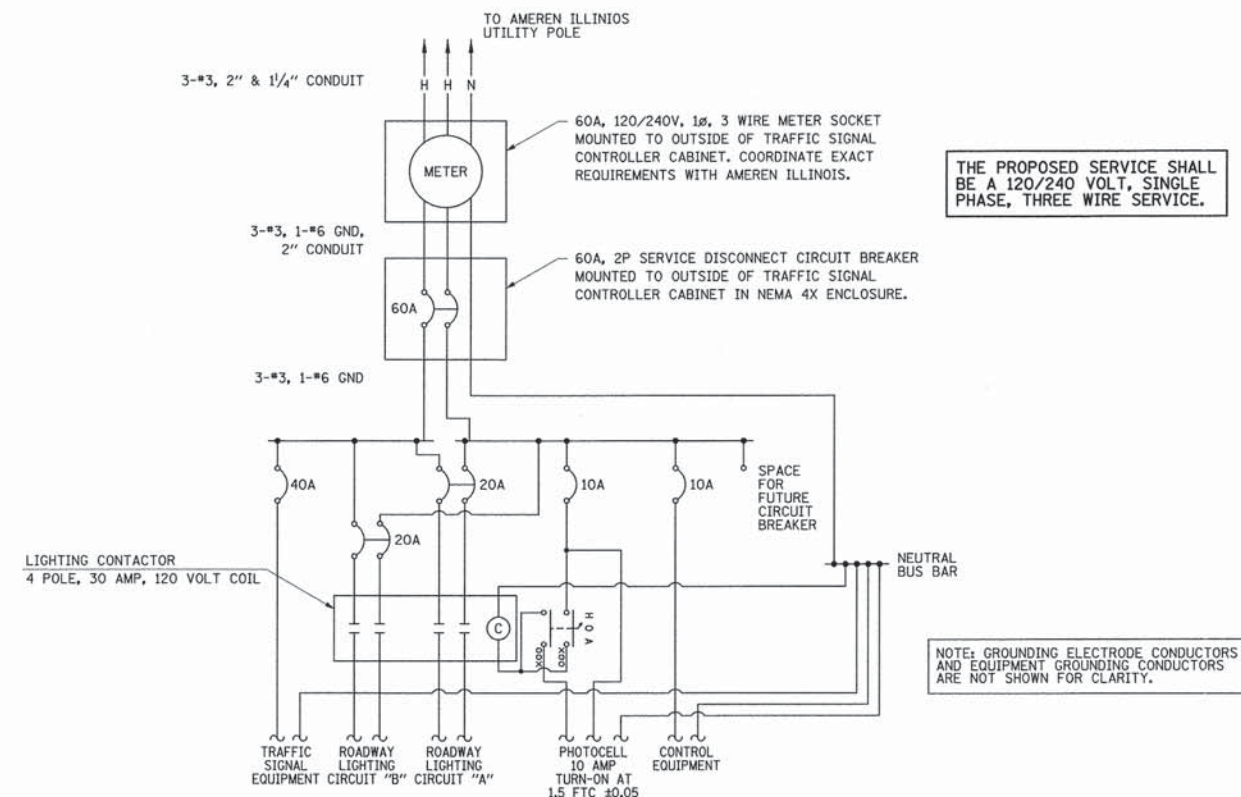 TO AMEREN ILLINIOS
UTILITY POLE
3-#3, 2" & 1¼" CONDUIT
H H N
METER
60A, 120/240V, 1ø, 3 WIRE METER SOCKET
MOUNTED TO OUTSIDE OF TRAFFIC SIGNAL
CONTROLLER CABINET. COORDINATE EXACT
REQUIREMENTS WITH AMEREN ILLINOIS.
THE PROPOSED SERVICE SHALL
BE A 120/240 VOLT, SINGLE
PHASE, THREE WIRE SERVICE.
3-#3, 1-#6 GND,
2" CONDUIT
60A, 2P SERVICE DISCONNECT CIRCUIT BREAKER
MOUNTED TO OUTSIDE OF TRAFFIC SIGNAL
CONTROLLER CABINET IN NEMA 4X ENCLOSURE.
60A
3-#3, 1-#6 GND
40A
20A
10A
10A
SPACE
FOR
FUTURE
CIRCUIT
BREAKER
20A
LIGHTING CONTACTOR
4 POLE, 30 AMP, 120 VOLT COIL
NEUTRAL
BUS BAR
C
H O A
OOX
XOO
NOTE: GROUNDING ELECTRODE CONDUCTORS
AND EQUIPMENT GROUNDING CONDUCTORS
ARE NOT SHOWN FOR CLARITY.
TRAFFIC
SIGNAL
EQUIPMENT
ROADWAY
LIGHTING
CIRCUIT "B"
ROADWAY
LIGHTING
CIRCUIT "A"
PHOTOCELL
10 AMP
TURN-ON AT
1.5 FTC ±0.05
CONTROL
EQUIPMENT